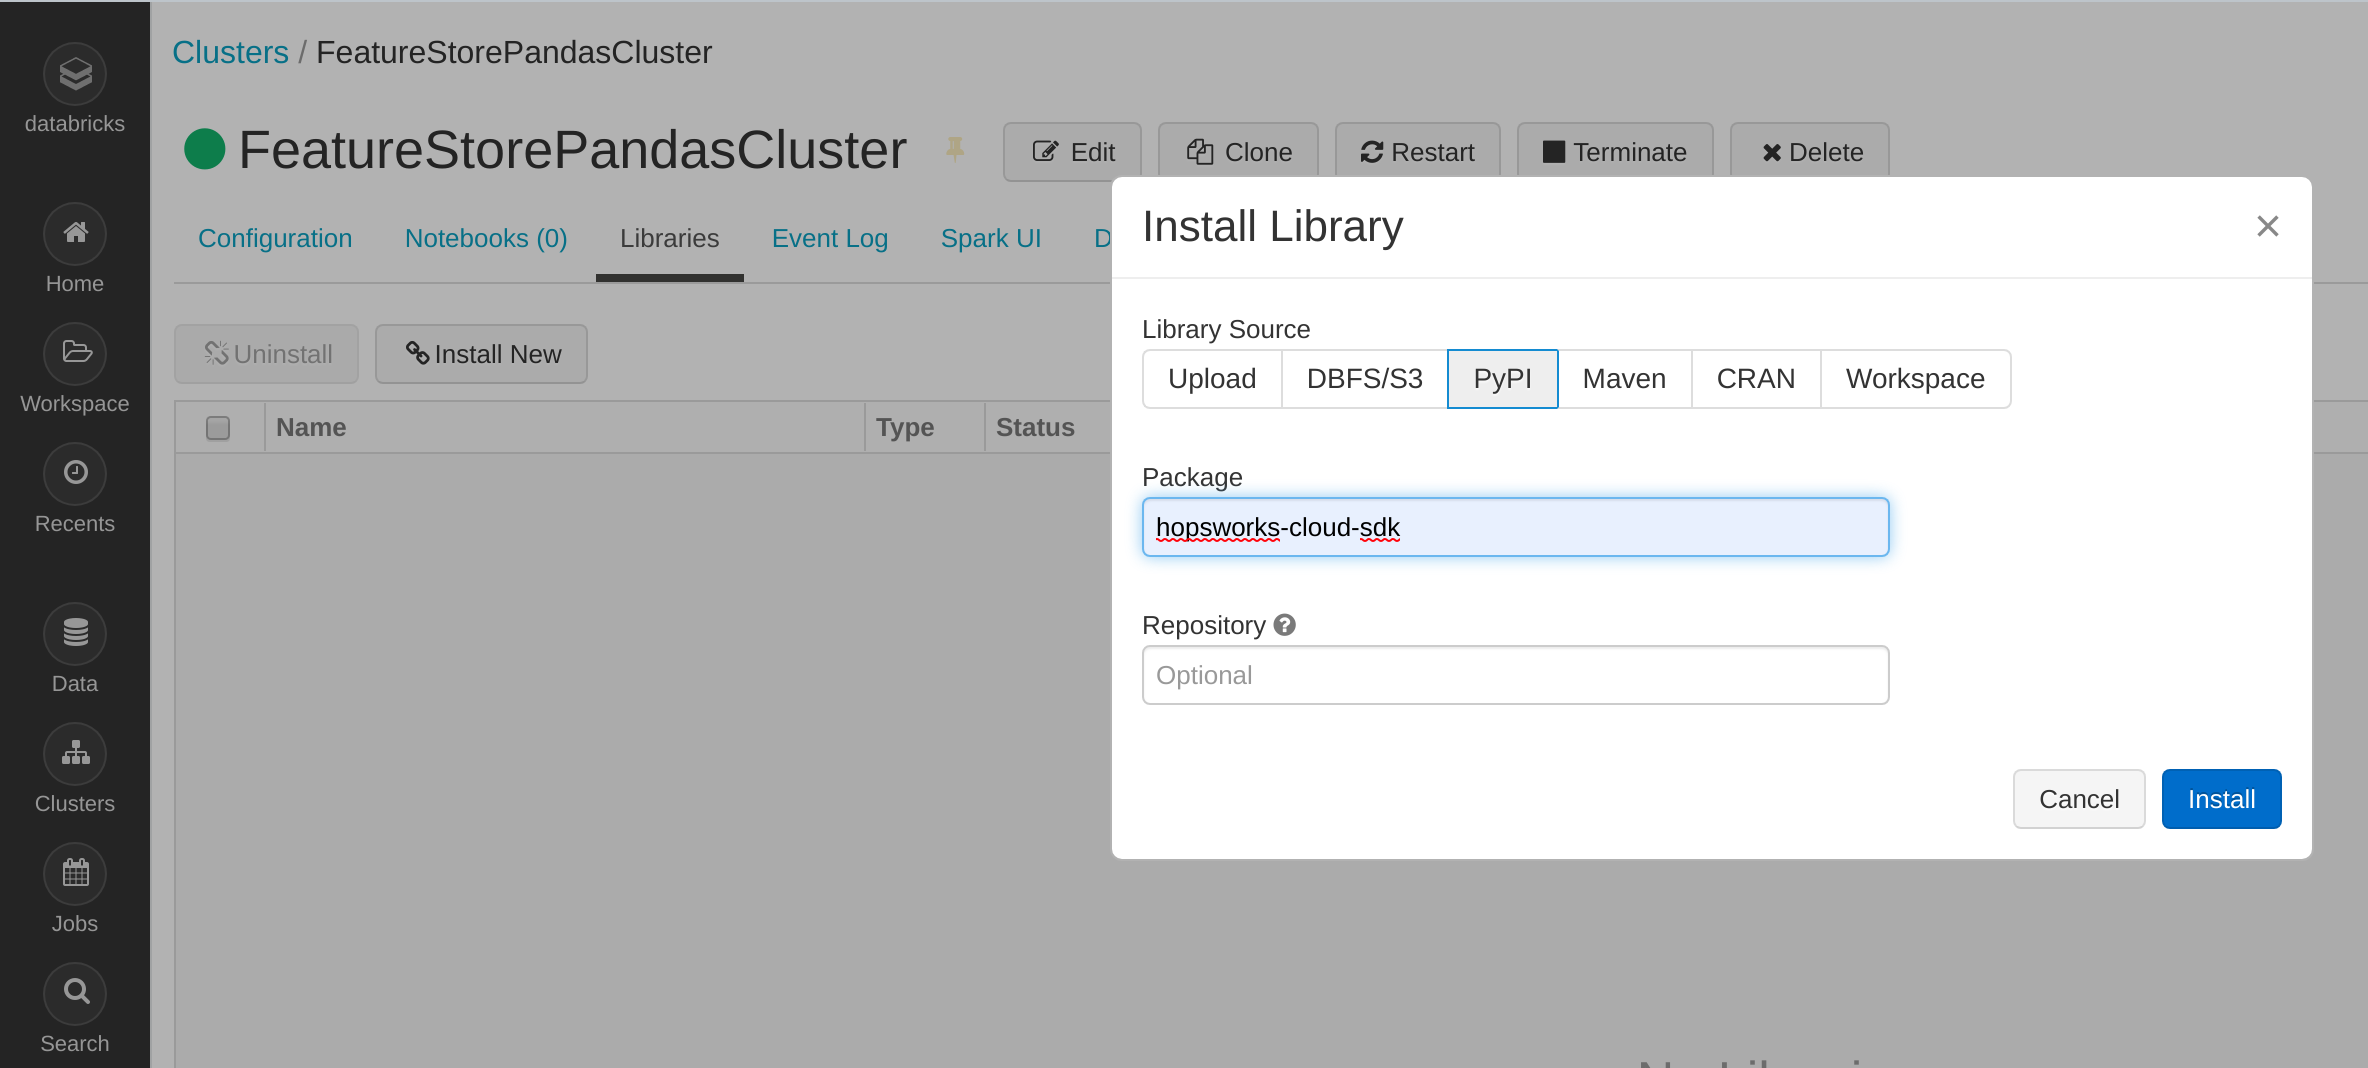 databricks
Home
Workspace
Recents
Data
Clusters
Jobs
Search
Clusters / FeatureStorePandasCluster
FeatureStorePandasCluster
Edit Clone Restart Terminate Delete
Configuration Notebooks (0) Libraries Event Log Spark UI
Uninstall Install New
Name Type Status
Install Library
Library Source
Upload DBFS/S3 PyPI Maven CRAN Workspace
Package
hopsworks-cloud-sdk
Repository
Optional
Cancel Install